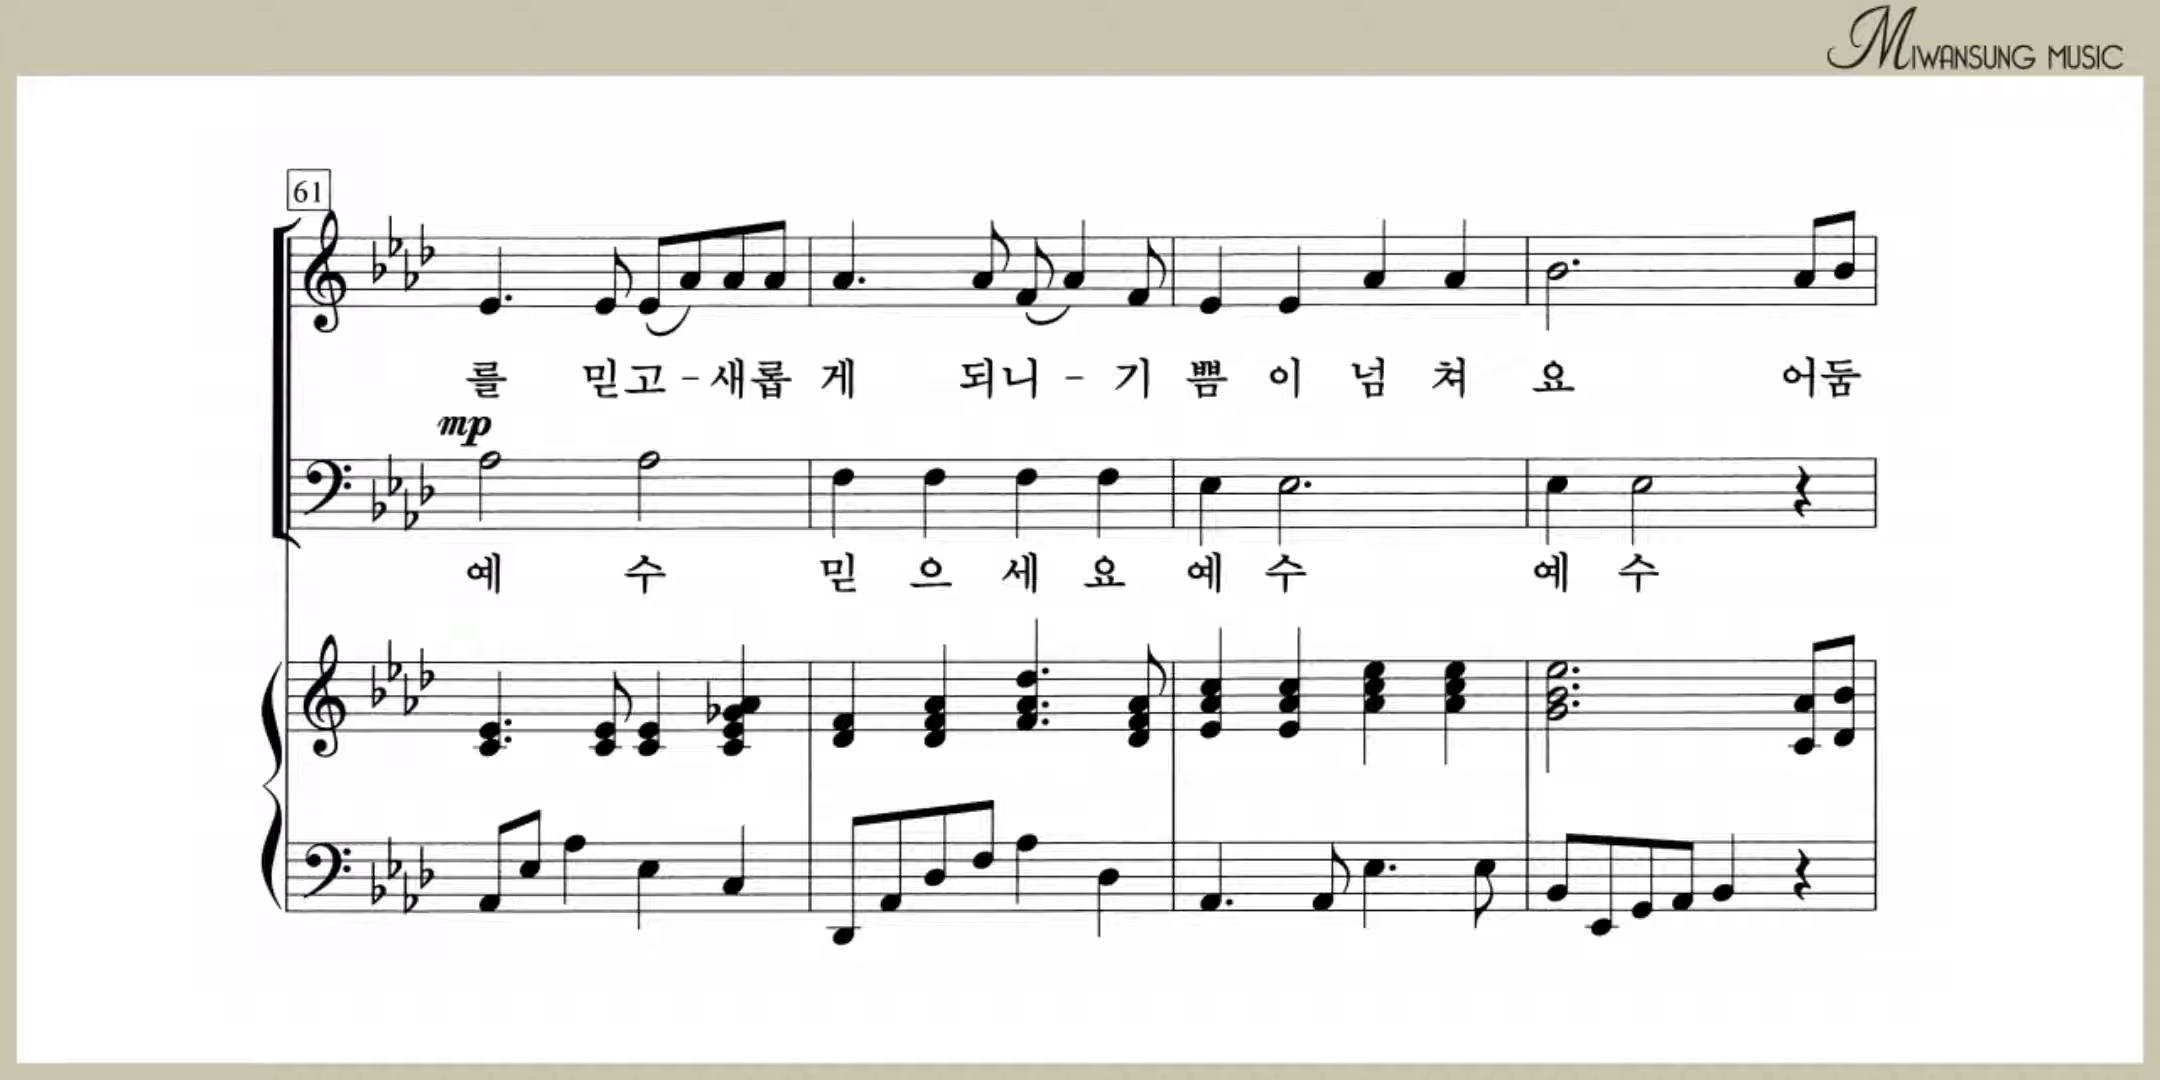 MIWANSUNG MUSIC
61
를 믿고-새롭 게 되니-기 쁨 이 넘 쳐 요 어둠
mp
예 수 믿 으 세 요 예 수 예 수